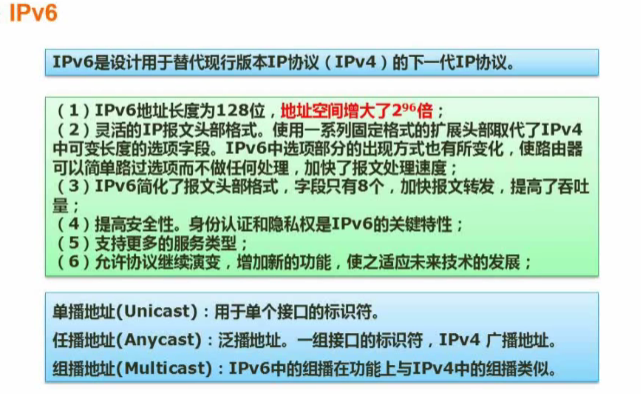 IPv6
IPv6是设计用于替代现行版本IP协议（IPv4）的下一代IP协议。
（1）IPv6地址长度为128位，地址空间增大了2⁹⁶倍；
（2）灵活的IP报文头部格式。使用一系列固定格式的扩展头部取代了IPv4
中可变长度的选项字段。IPv6中选项部分的出现方式也有所变化，使路由器
可以简单路过选项而不做任何处理，加快了报文处理速度；
（3）IPv6简化了报文头部格式，字段只有8个，加快报文转发，提高了吞吐
量；
（4）提高安全性。身份认证和隐私权是IPv6的关键特性；
（5）支持更多的服务类型；
（6）允许协议继续演变，增加新的功能，使之适应未来技术的发展；
单播地址(Unicast)：用于单个接口的标识符。
任播地址(Anycast)：泛播地址。一组接口的标识符，IPv4 广播地址。
组播地址(Multicast)：IPv6中的组播在功能上与IPv4中的组播类似。